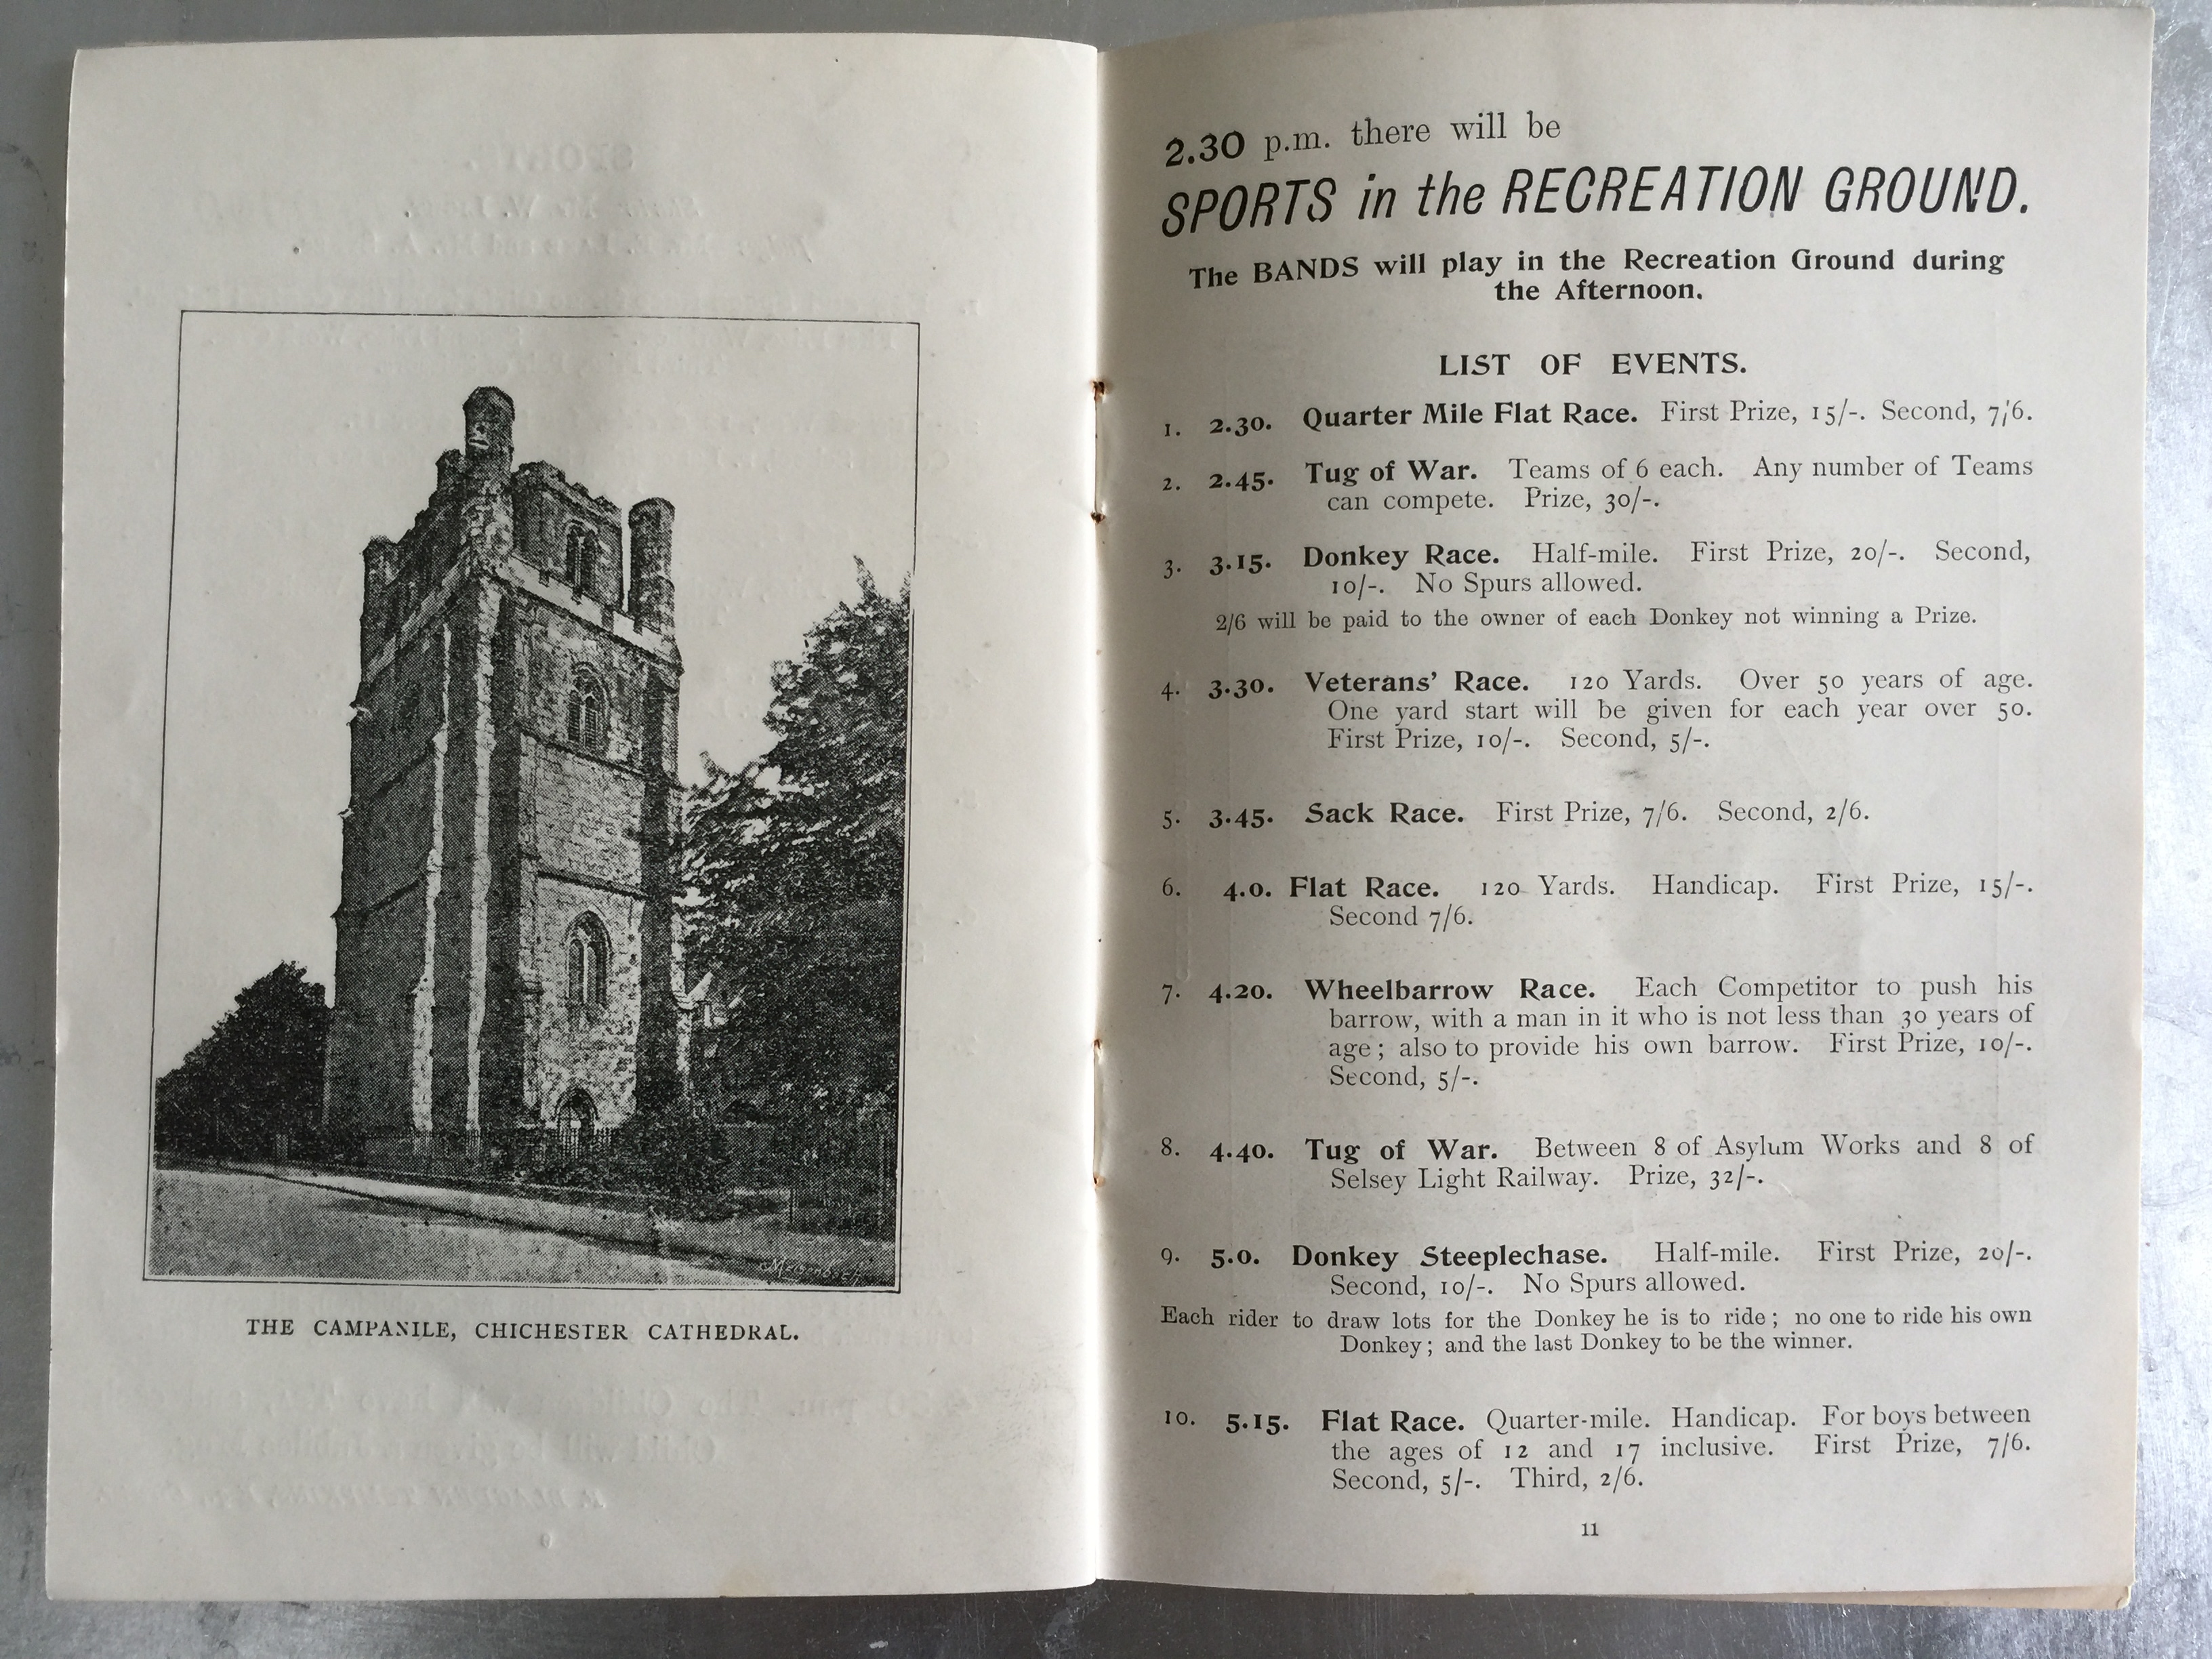 THE CAMPANILE, CHICHESTER CATHEDRAL.
2.30 p.m. there will be
SPORTS in the RECREATION GROUND.
The BANDS will play in the Recreation Ground during
the Afternoon.
LIST OF EVENTS.
1. 2.30. Quarter Mile Flat Race. First Prize, 15/-. Second, 7/6.
2. 2.45. Tug of War. Teams of 6 each. Any number of Teams
can compete. Prize, 30/-.
3. 3.15. Donkey Race. Half-mile. First Prize, 20/-. Second,
10/-. No Spurs allowed.
2/6 will be paid to the owner of each Donkey not winning a Prize.
4. 3.30. Veterans' Race. 120 Yards. Over 50 years of age.
One yard start will be given for each year over 50.
First Prize, 10/-. Second, 5/-.
5. 3.45. Sack Race. First Prize, 7/6. Second, 2/6.
6. 4.0. Flat Race. 120 Yards. Handicap. First Prize, 15/-.
Second 7/6.
7. 4.20. Wheelbarrow Race. Each Competitor to push his
barrow, with a man in it who is not less than 30 years of
age; also to provide his own barrow. First Prize, 10/-.
Second, 5/-.
8. 4.40. Tug of War. Between 8 of Asylum Works and 8 of
Selsey Light Railway. Prize, 32/-.
9. 5.0. Donkey Steeplechase. Half-mile. First Prize, 20/-.
Second, 10/-. No Spurs allowed.
Each rider to draw lots for the Donkey he is to ride; no one to ride his own
Donkey; and the last Donkey to be the winner.
10. 5.15. Flat Race. Quarter-mile. Handicap. For boys between
the ages of 12 and 17 inclusive. First Prize, 7/6.
Second, 5/-. Third, 2/6.
11